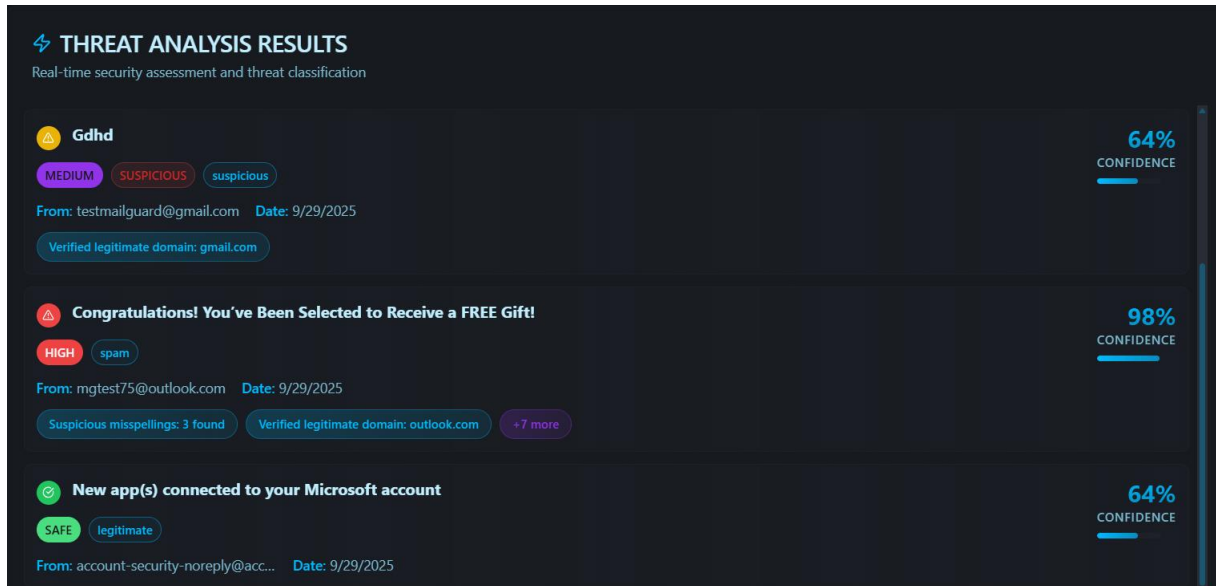 THREAT ANALYSIS RESULTS
Real-time security assessment and threat classification
Gdhd
64%
CONFIDENCE
MEDIUM SUSPICIOUS suspicious
From: testmailguard@gmail.com Date: 9/29/2025
Verified legitimate domain: gmail.com
Congratulations! You've Been Selected to Receive a FREE Gift!
98%
CONFIDENCE
HIGH spam
From: mgtest75@outlook.com Date: 9/29/2025
Suspicious misspellings: 3 found Verified legitimate domain: outlook.com +7 more
New app(s) connected to your Microsoft account
64%
CONFIDENCE
SAFE legitimate
From: account-security-noreply@acc... Date: 9/29/2025